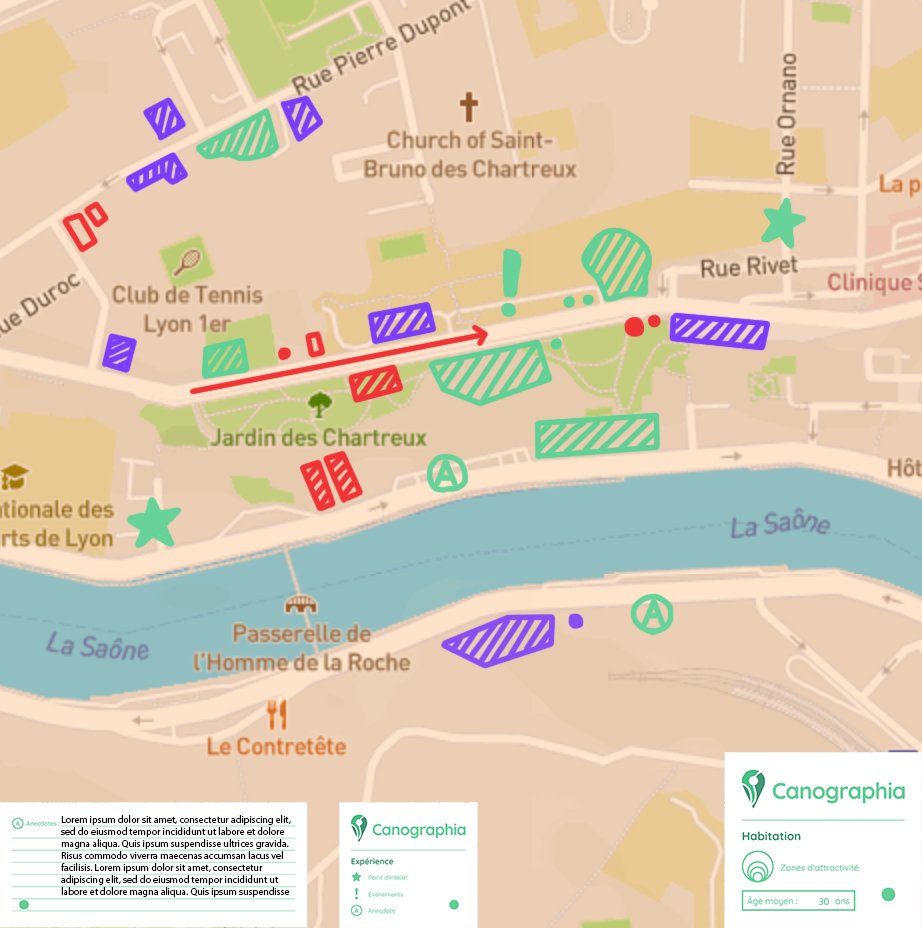 Rue Pierre Dupont
Rue Ornano
Church of Saint-
Bruno des Chartreux
La p
Rue Rivet
Clinique S
ue Duroc
Club de Tennis
Lyon 1er
Jardin des Chartreux
A
Hôt
ationale des
rts de Lyon
La Saône
A
La Saône
Passerelle de
l'Homme de la Roche
Le Contretête
A Anecdotes
Lorem ipsum dolor sit amet, consectetur adipiscing elit,
sed do eiusmod tempor incididunt ut labore et dolore
magna aliqua. Quis ipsum suspendisse ultrices gravida.
Risus commodo viverra maecenas accumsan lacus vel
facilisis. Lorem ipsum dolor sit amet, consectetur
adipiscing elit, sed do eiusmod tempor incididunt ut
labore et dolore magna aliqua. Quis ipsum suspendisse
Canographia
Expérience
Point d'intérêt
Événements
A Anecdote
Canographia
Habitation
Zones d'attractivité
Âge moyen : 30 ans